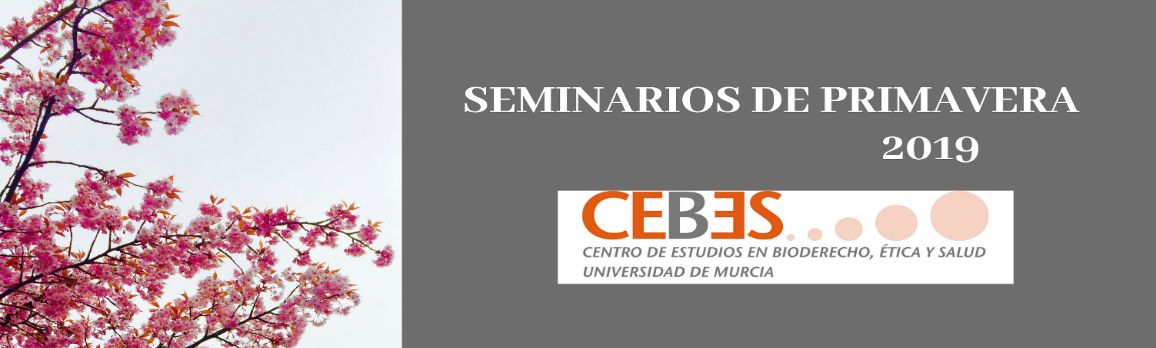 SEMINARIOS DE PRIMAVERA
2019
CEBES
CENTRO DE ESTUDIOS EN BIODERECHO, ÉTICA Y SALUD
UNIVERSIDAD DE MURCIA